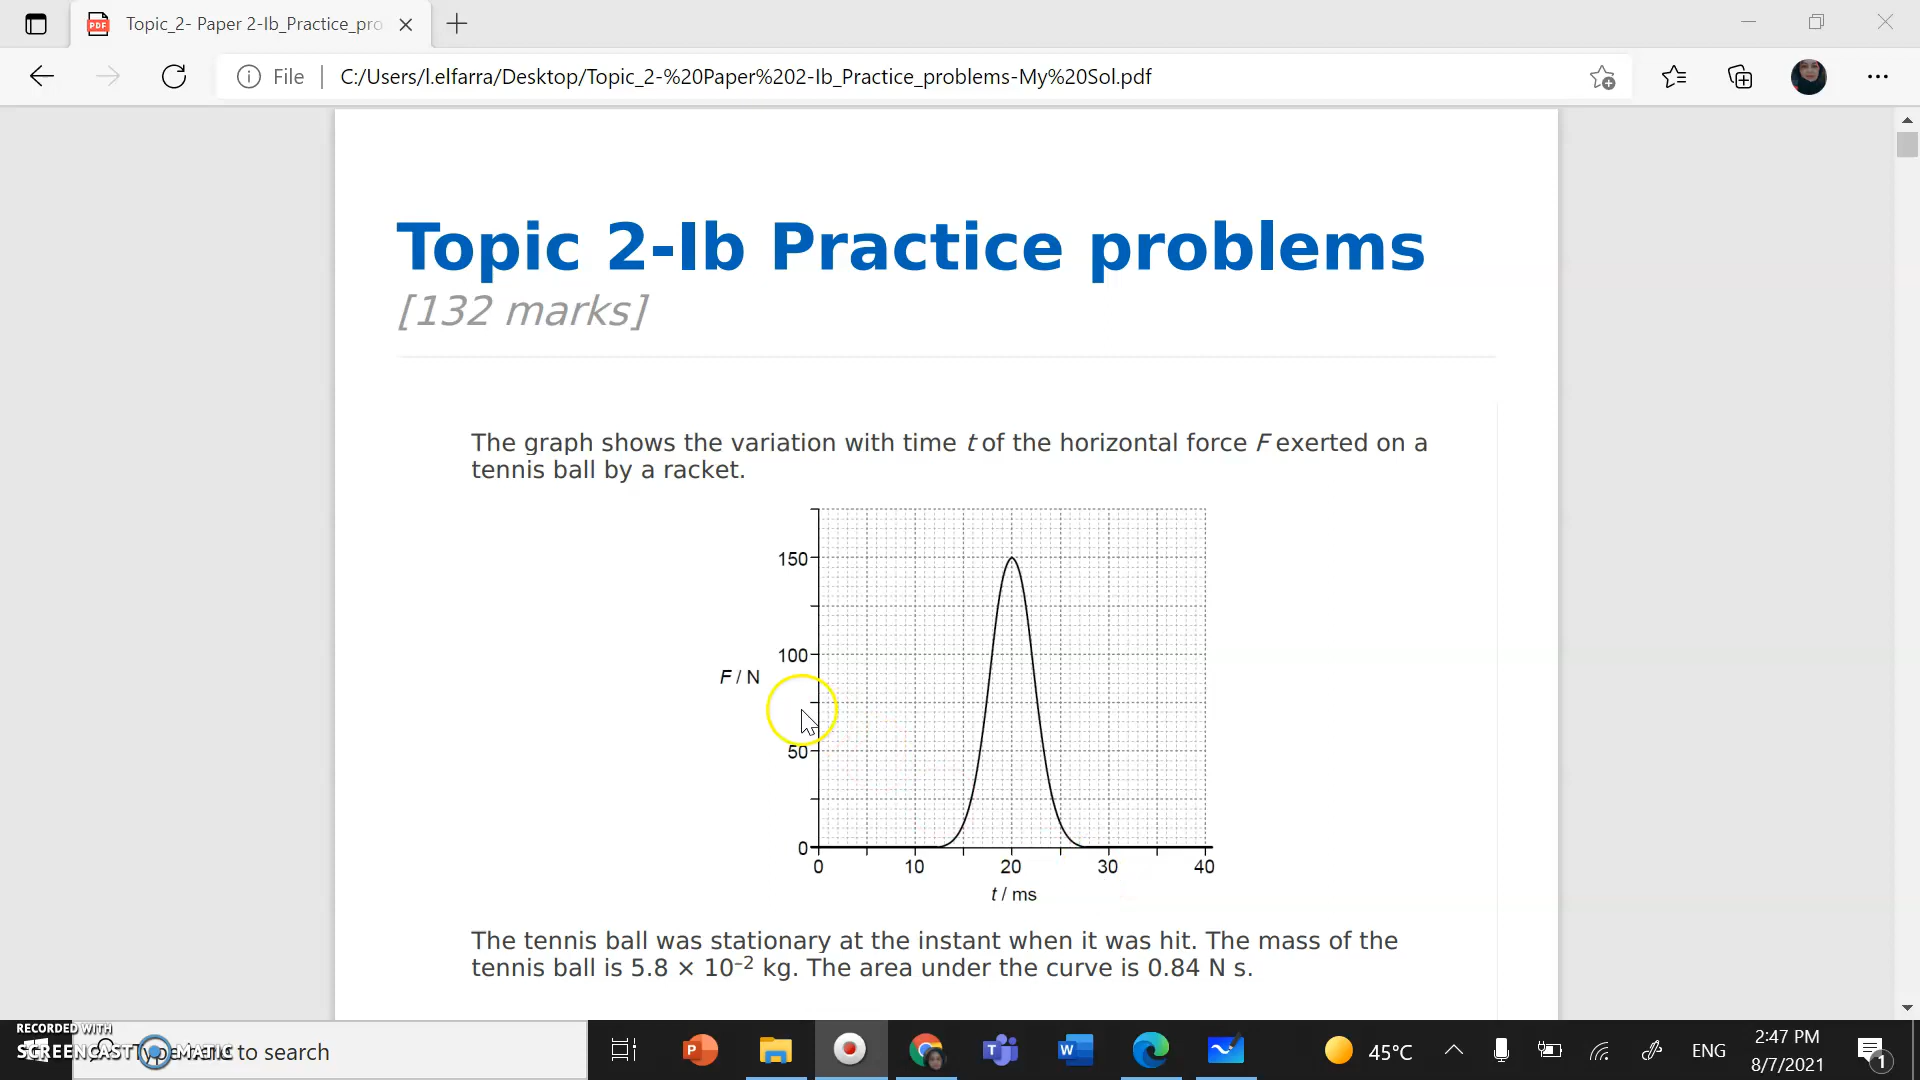 Topic_2- Paper 2-Ib_Practice_pro
File
C:/Users/l.elfarra/Desktop/Topic_2-%20Paper%202-Ib_Practice_problems-My%20Sol.pdf
Topic 2-Ib Practice problems
[132 marks]
The graph shows the variation with time t of the horizontal force F exerted on a
tennis ball by a racket.
150
100
F / N
50
0
0 10 20 30 40
t / ms
The tennis ball was stationary at the instant when it was hit. The mass of the
tennis ball is 5.8 × 10⁻² kg. The area under the curve is 0.84 N s.
RECORDED WITH
SCREENCAST MATIC
to search
45°C
ENG
2:47 PM
8/7/2021
1